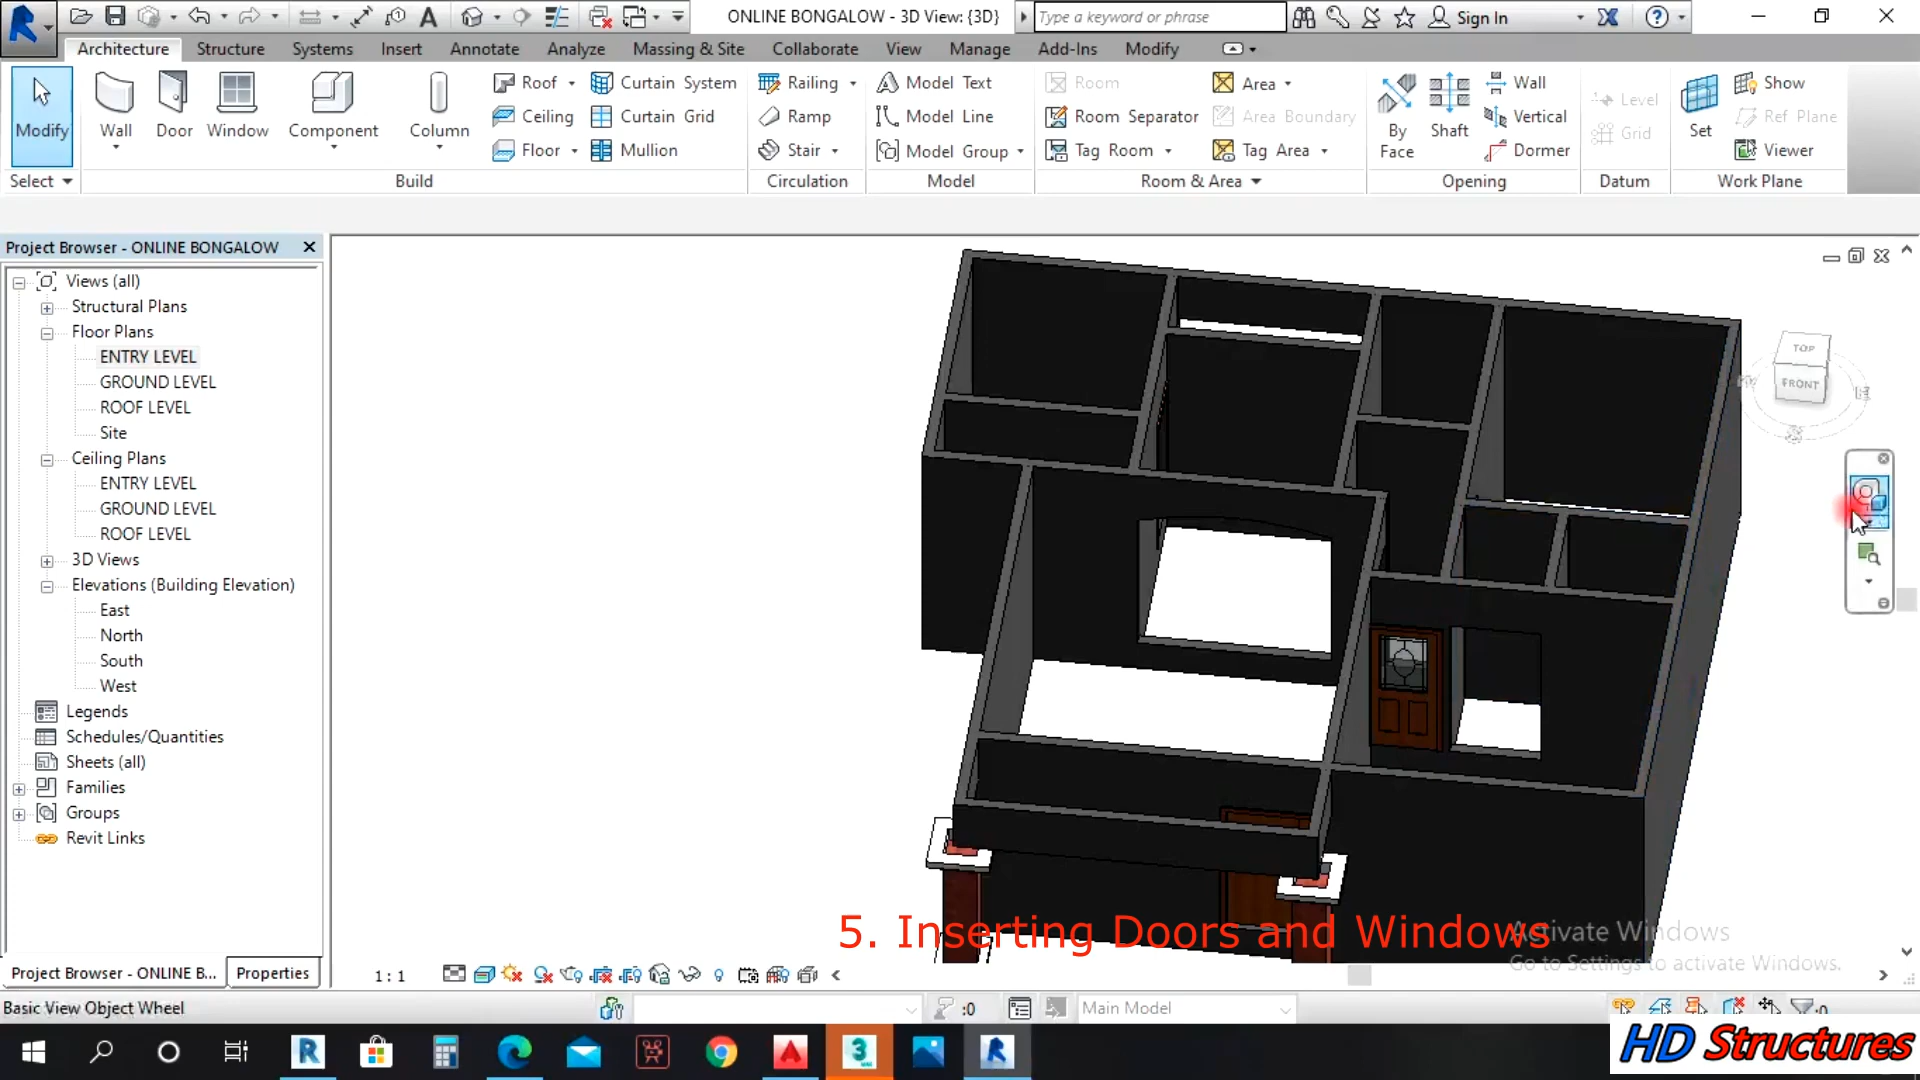 ONLINE BONGALOW - 3D View: {3D}
Type a keyword or phrase
Sign In
Architecture Structure Systems Insert Annotate Analyze Massing & Site Collaborate View Manage Add-Ins Modify
Modify Wall Door Window Component Column
Roof Curtain System
Ceiling Curtain Grid
Floor Mullion
Railing
Ramp
Stair
Model Text
Model Line
Model Group
Room
Room Separator
Tag Room
Area
Area Boundary
Tag Area
By Face
Shaft
Wall
Vertical
Dormer
Level
Grid
Set
Show
Ref Plane
Viewer
Select Build Circulation Model Room & Area Opening Datum Work Plane
Project Browser - ONLINE BONGALOW
Views (all)
Structural Plans
Floor Plans
ENTRY LEVEL
GROUND LEVEL
ROOF LEVEL
Site
Ceiling Plans
ENTRY LEVEL
GROUND LEVEL
ROOF LEVEL
3D Views
Elevations (Building Elevation)
East
North
South
West
Legends
Schedules/Quantities
Sheets (all)
Families
Groups
Revit Links
TOP
FRONT
5. Inserting Doors and Windows
Activate Windows
Go to Settings to activate Windows.
Project Browser - ONLINE B... Properties
1 : 1
Basic View Object Wheel
:0
Main Model
:0
HD Structures